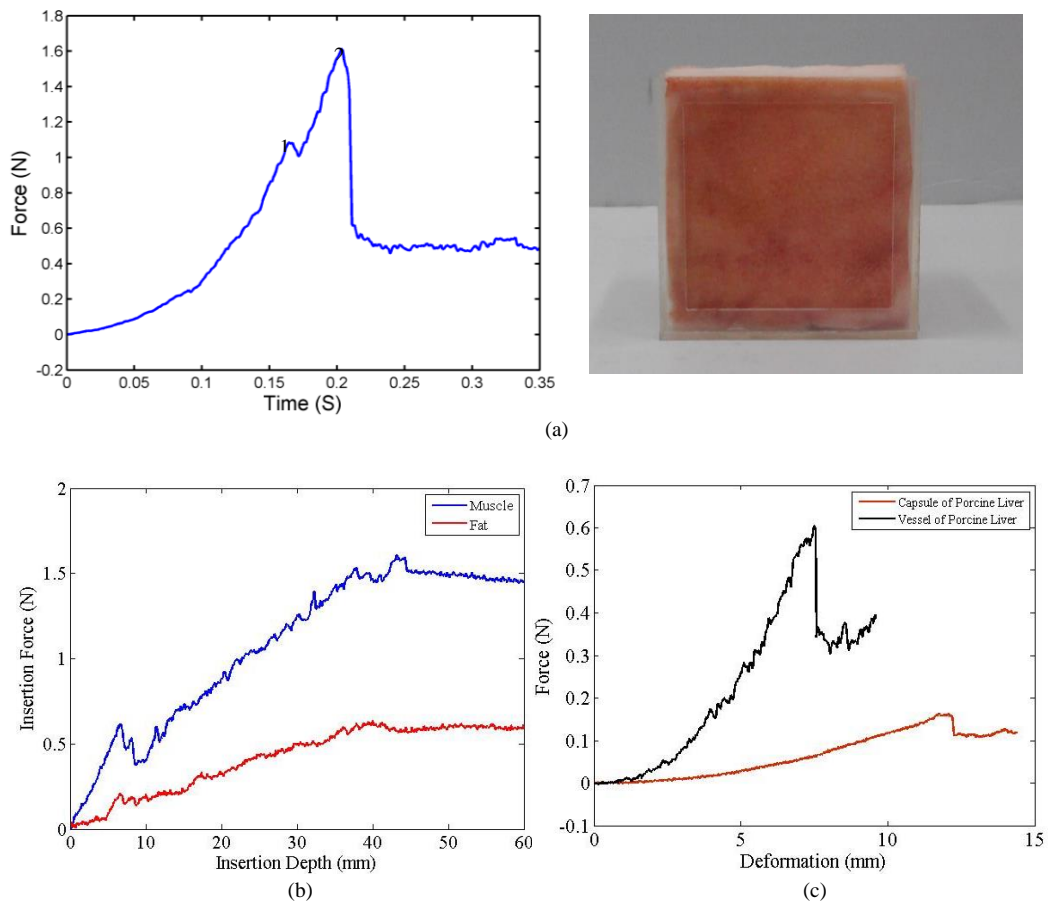 1.8
1.6
1.4
1.2
1
0.8
0.6
0.4
0.2
0
-0.2
Force (N)
1
2
0 0.05 0.1 0.15 0.2 0.25 0.3 0.35
Time (S)
(a)
2
1.5
1
0.5
0
Insertion Force (N)
Muscle
Fat
0 10 20 30 40 50 60
Insertion Depth (mm)
(b)
0.7
0.6
0.5
0.4
0.3
0.2
0.1
0
-0.1
Force (N)
Capsule of Porcine Liver
Vessel of Porcine Liver
0 5 10 15
Deformation (mm)
(c)